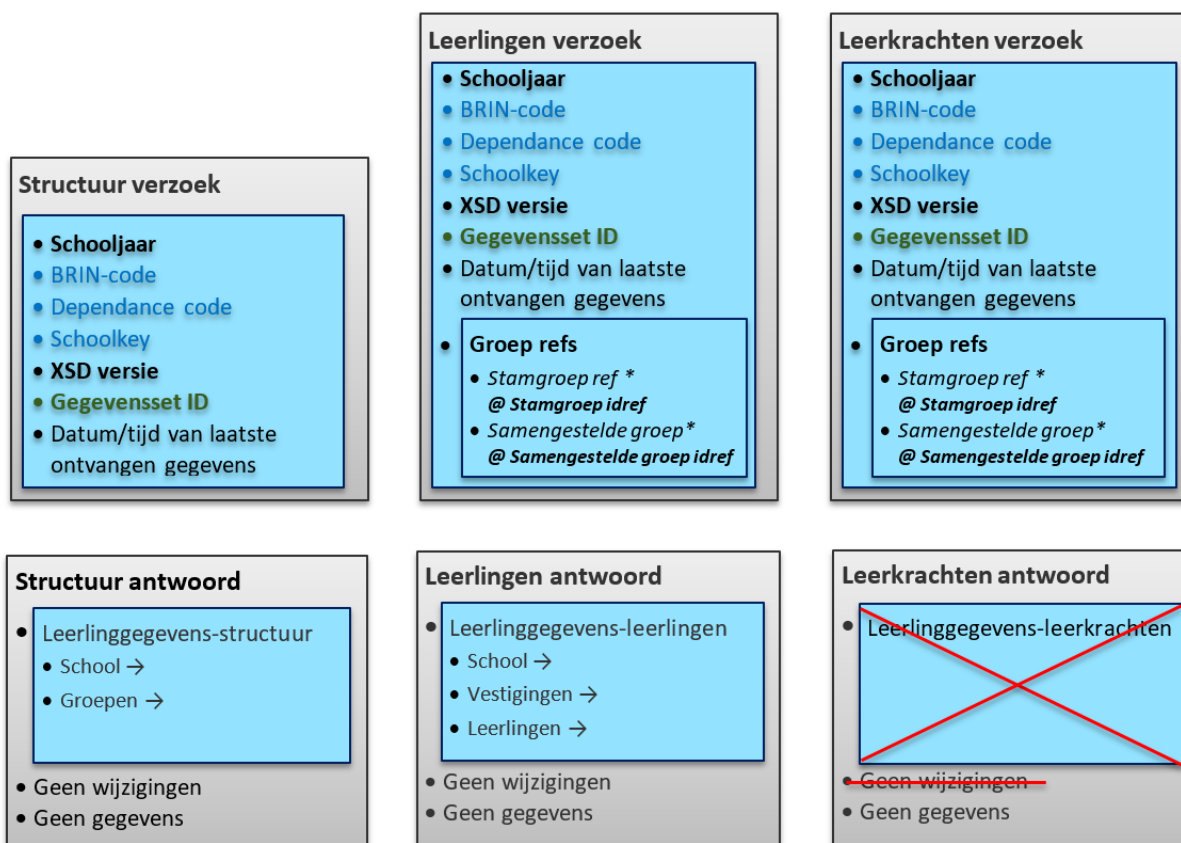 Structuur verzoek
• Schooljaar
• BRIN-code
• Dependance code
• Schoolkey
• XSD versie
• Gegevensset ID
• Datum/tijd van laatste
ontvangen gegevens
Leerlingen verzoek
• Schooljaar
• BRIN-code
• Dependance code
• Schoolkey
• XSD versie
• Gegevensset ID
• Datum/tijd van laatste
ontvangen gegevens
• Groep refs
• Stamgroep ref *
@ Stamgroep idref
• Samengestelde groep*
@ Samengestelde groep idref
Leerkrachten verzoek
• Schooljaar
• BRIN-code
• Dependance code
• Schoolkey
• XSD versie
• Gegevensset ID
• Datum/tijd van laatste
ontvangen gegevens
• Groep refs
• Stamgroep ref *
@ Stamgroep idref
• Samengestelde groep*
@ Samengestelde groep idref
Structuur antwoord
• Leerlinggegevens-structuur
• School →
• Groepen →
• Geen wijzigingen
• Geen gegevens
Leerlingen antwoord
• Leerlinggegevens-leerlingen
• School →
• Vestigingen →
• Leerlingen →
• Geen wijzigingen
• Geen gegevens
Leerkrachten antwoord
• Leerlinggegevens-leerkrachten
• Geen wijzigingen
• Geen gegevens